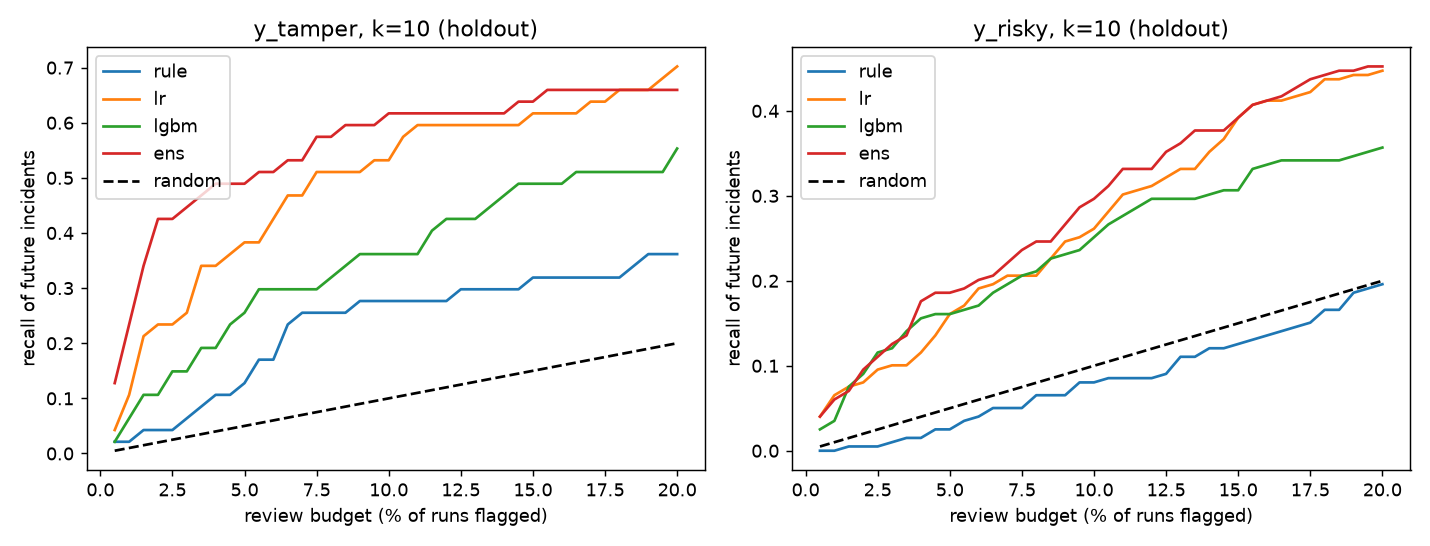 y_tamper, k=10 (holdout)
recall of future incidents
0.7
0.6
0.5
0.4
0.3
0.2
0.1
0.0
rule
lr
lgbm
ens
random
0.0 2.5 5.0 7.5 10.0 12.5 15.0 17.5 20.0
review budget (% of runs flagged)
y_risky, k=10 (holdout)
recall of future incidents
0.4
0.3
0.2
0.1
0.0
rule
lr
lgbm
ens
random
0.0 2.5 5.0 7.5 10.0 12.5 15.0 17.5 20.0
review budget (% of runs flagged)